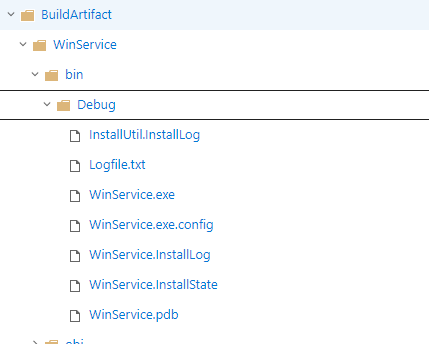 BuildArtifact
WinService
bin
Debug
InstallUtil.InstallLog
Logfile.txt
WinService.exe
WinService.exe.config
WinService.InstallLog
WinService.InstallState
WinService.pdb
obj